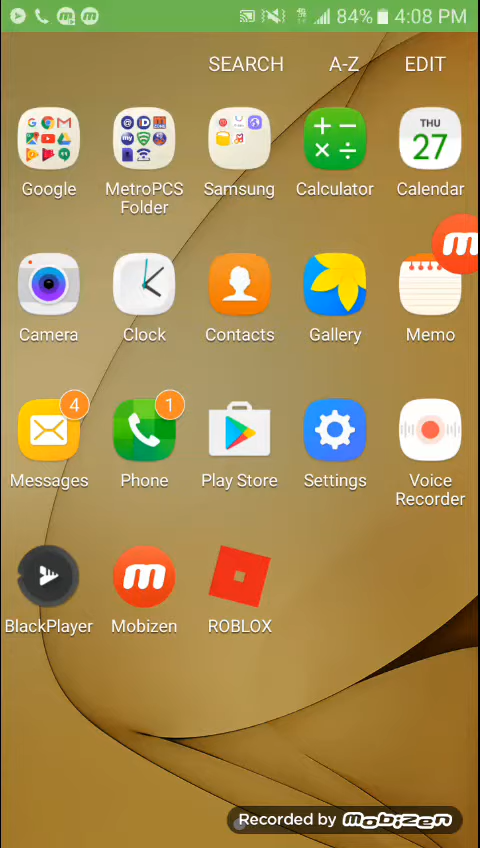 84% 4:08 PM
SEARCH A-Z EDIT
Google
MetroPCS
Folder
Samsung
Calculator
THU
27
Calendar
Camera
Clock
Contacts
Gallery
Memo
m
4
Messages
1
Phone
Play Store
Settings
Voice
Recorder
BlackPlayer
m
Mobizen
ROBLOX
Recorded by Mobizen